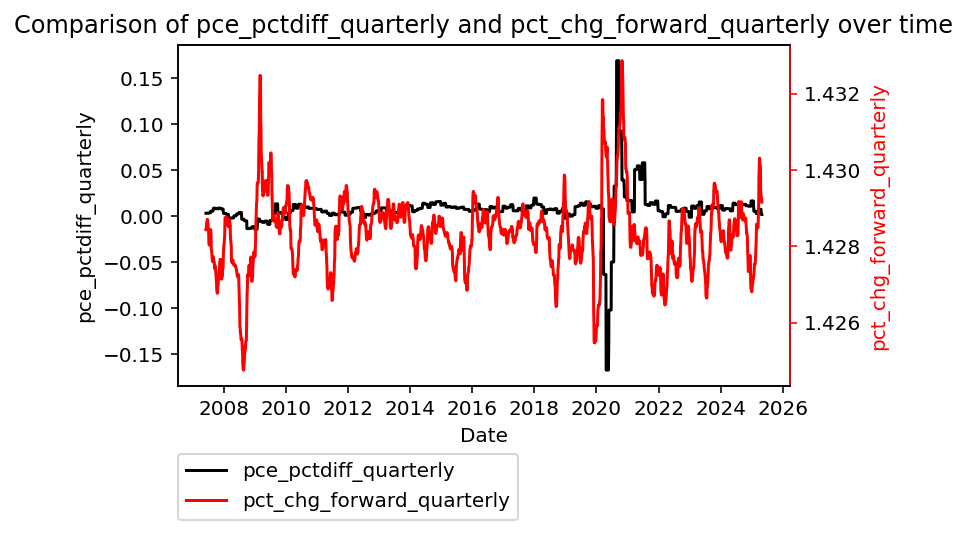 Comparison of pce_pctdiff_quarterly and pct_chg_forward_quarterly over time
pce_pctdiff_quarterly
0.15
0.10
0.05
0.00
−0.05
−0.10
−0.15
1.432
1.430
1.428
1.426
pct_chg_forward_quarterly
2008 2010 2012 2014 2016 2018 2020 2022 2024 2026
Date
pce_pctdiff_quarterly
pct_chg_forward_quarterly